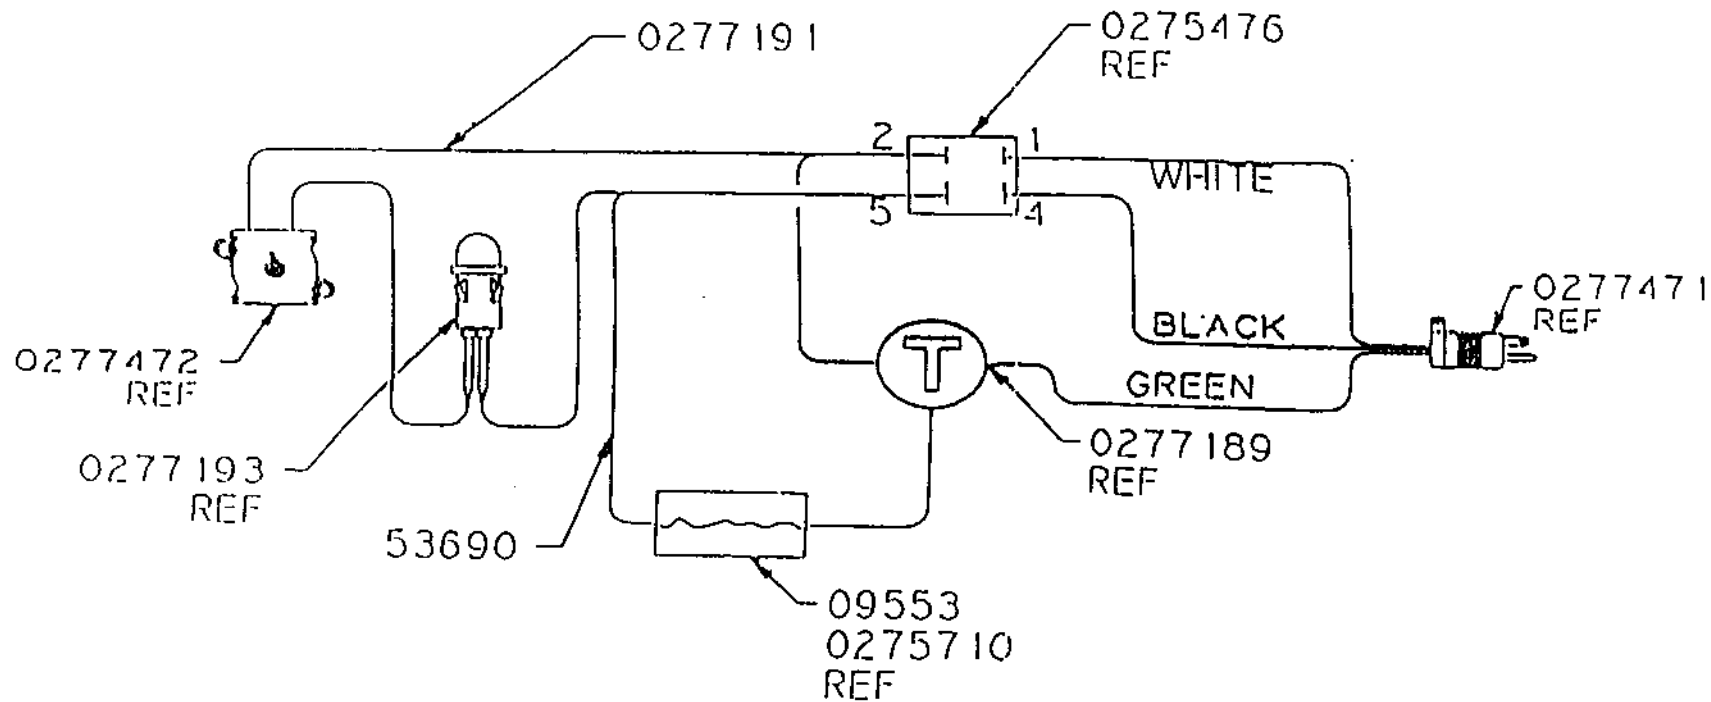 0277191
0275476
REF
2
1
WHITE
5
4
0277471
REF
BLACK
0277472
REF
T
GREEN
0277193
REF
0277189
REF
53690
09553
0275710
REF